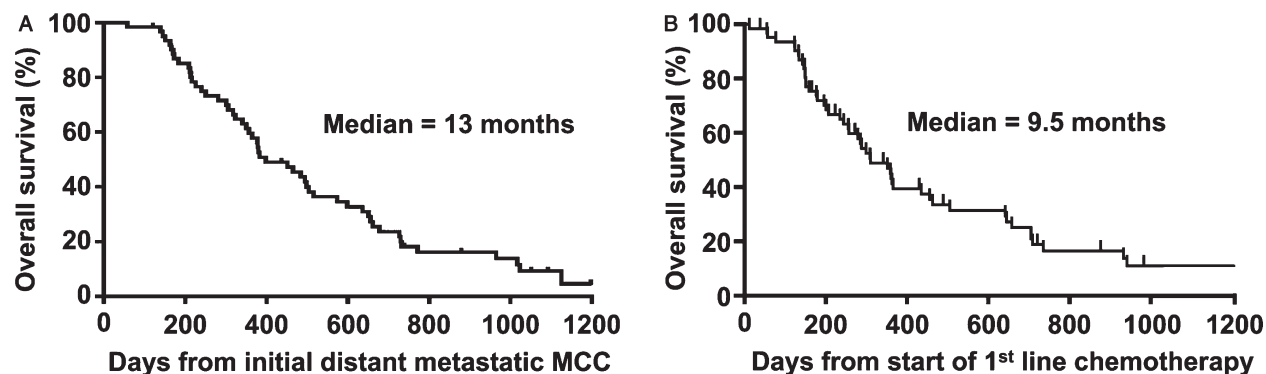 A
100
80
60
40
20
0
Overall survival (%)
Median = 13 months
0 200 400 600 800 1000 1200
Days from initial distant metastatic MCC
B
100
80
60
40
20
0
Overall survival (%)
Median = 9.5 months
0 200 400 600 800 1000 1200
Days from start of 1st line chemotherapy